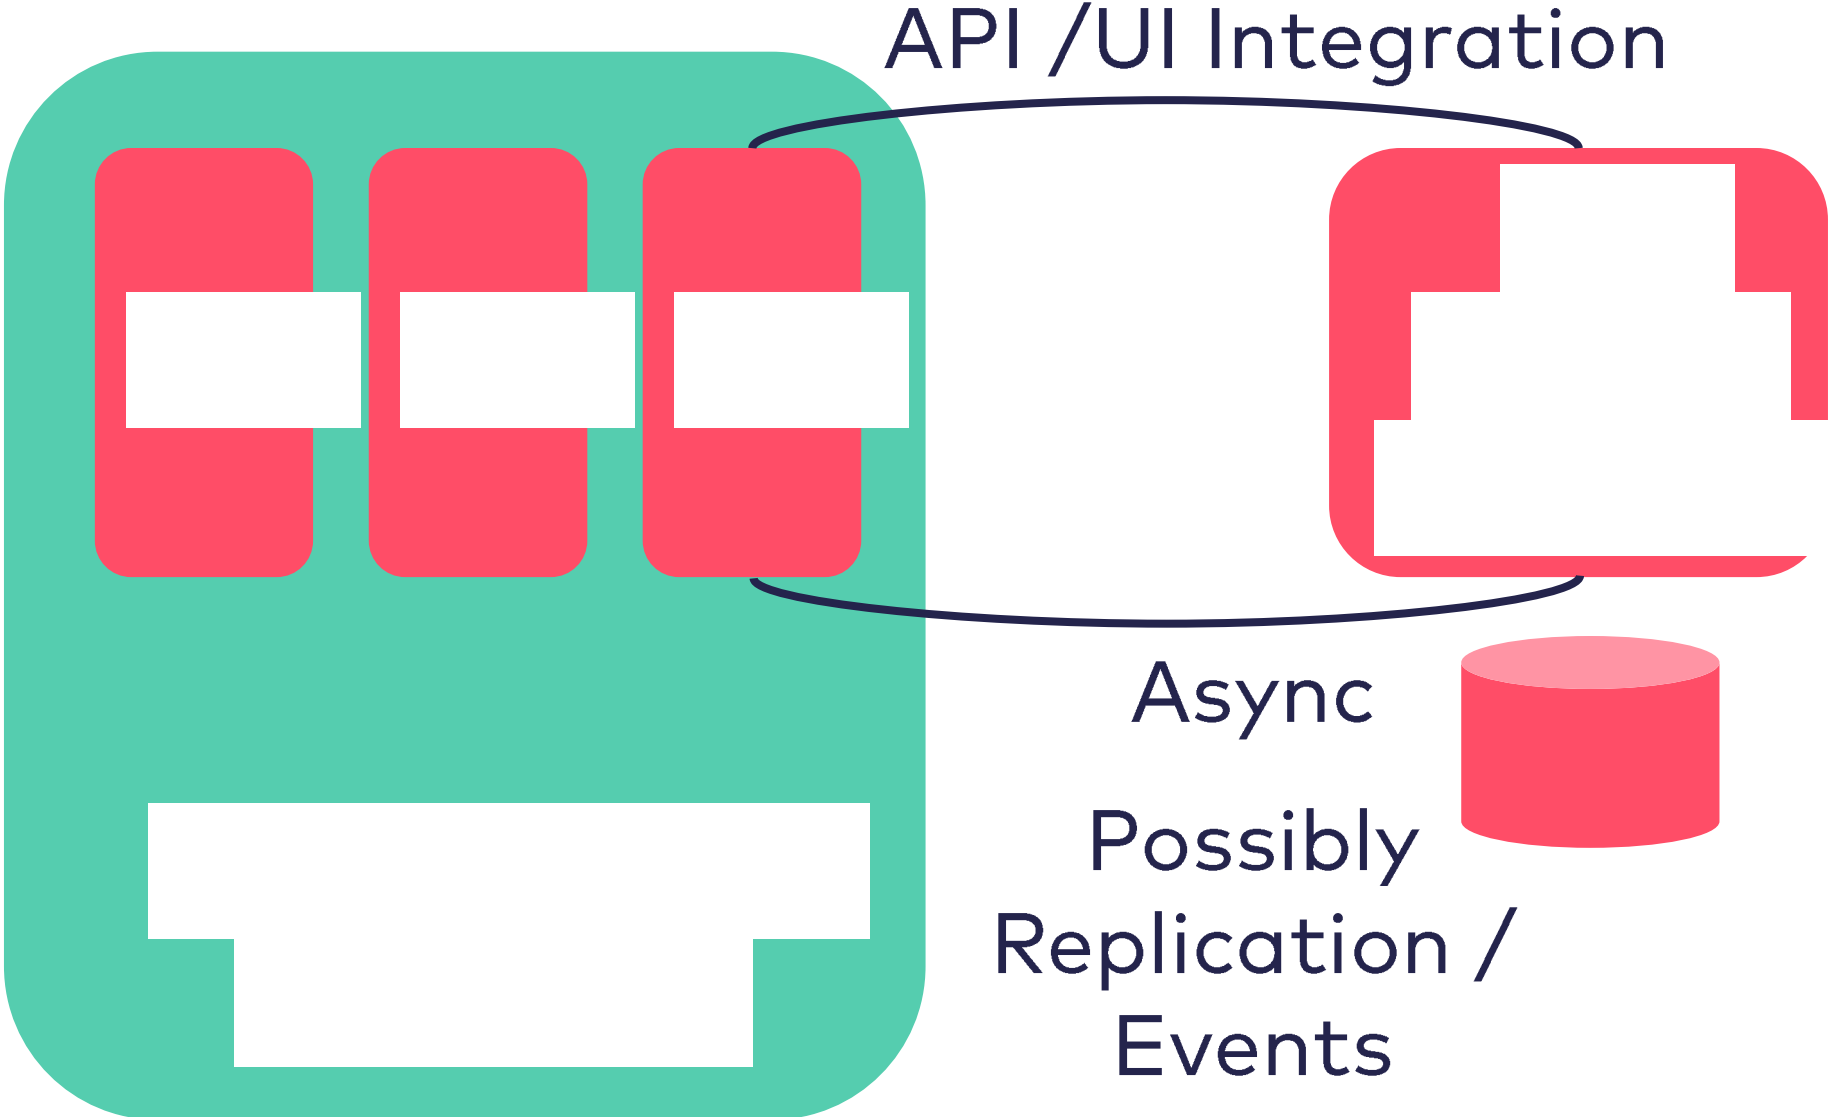 API /UI Integration
Async
Possibly
Replication /
Events